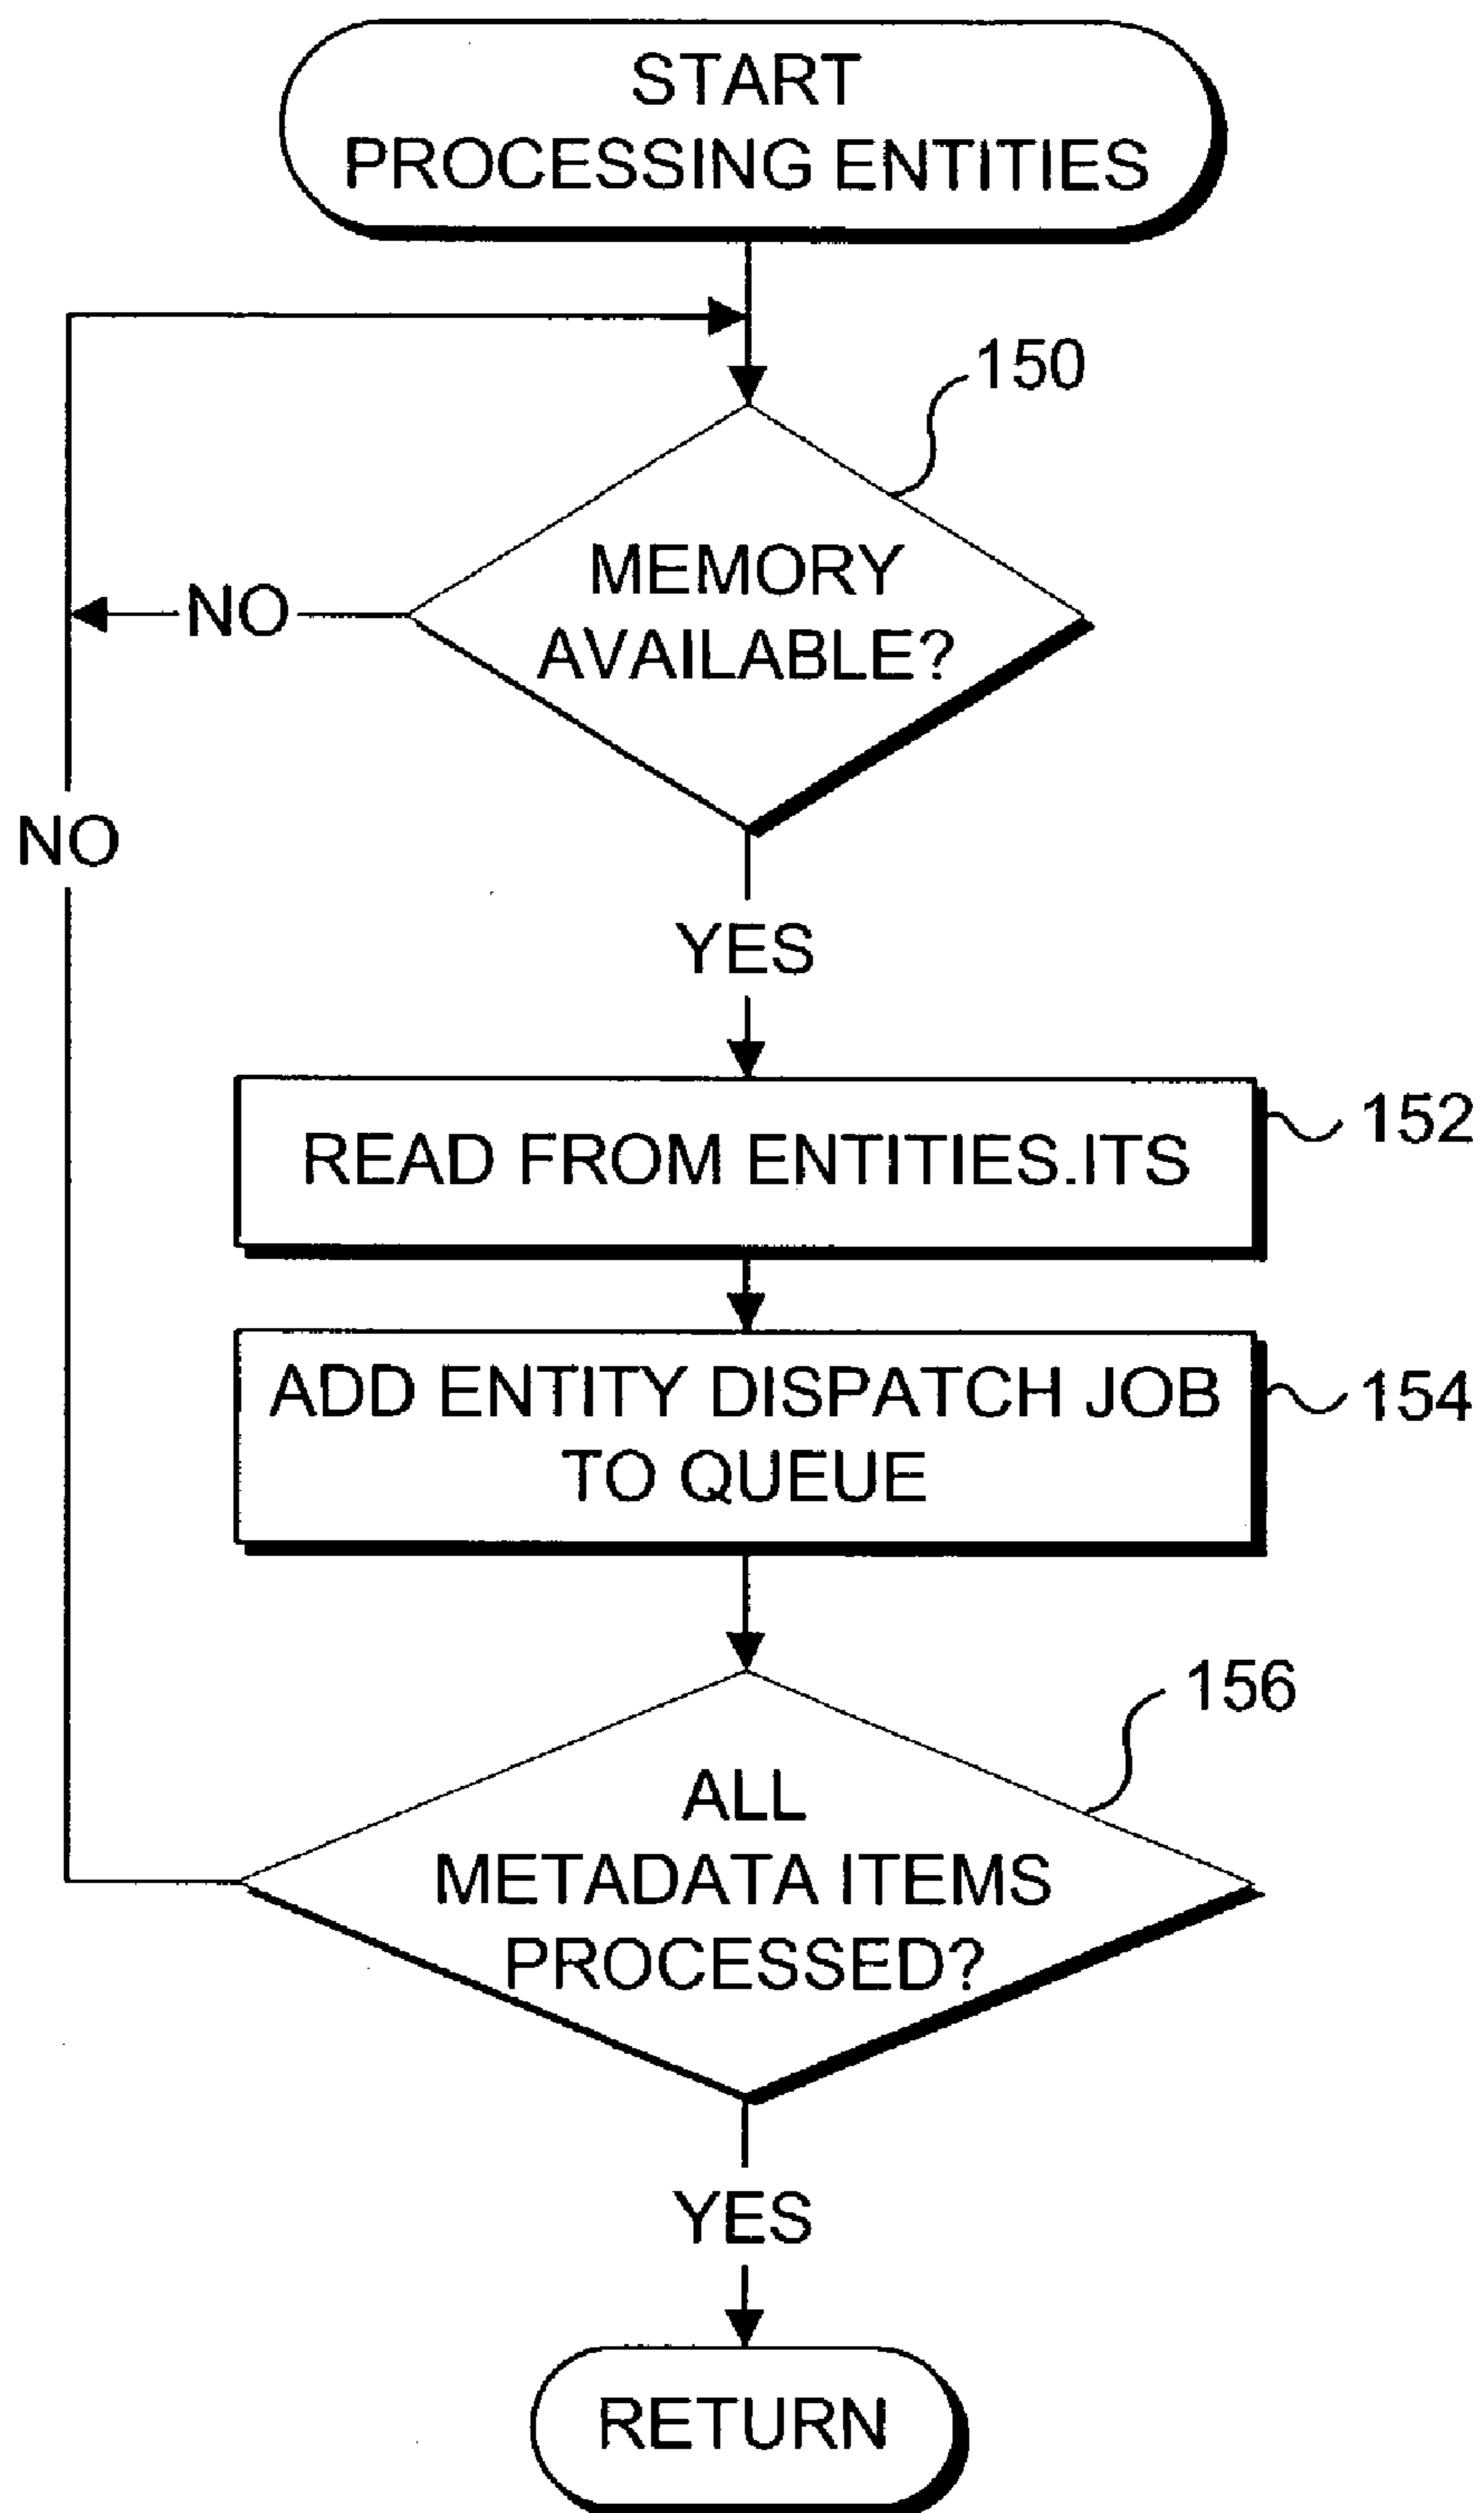 START
PROCESSING ENTITIES
150
MEMORY
AVAILABLE?
NO
NO
YES
READ FROM ENTITIES.ITS
152
ADD ENTITY DISPATCH JOB
TO QUEUE
154
156
ALL
METADATA ITEMS
PROCESSED?
YES
RETURN